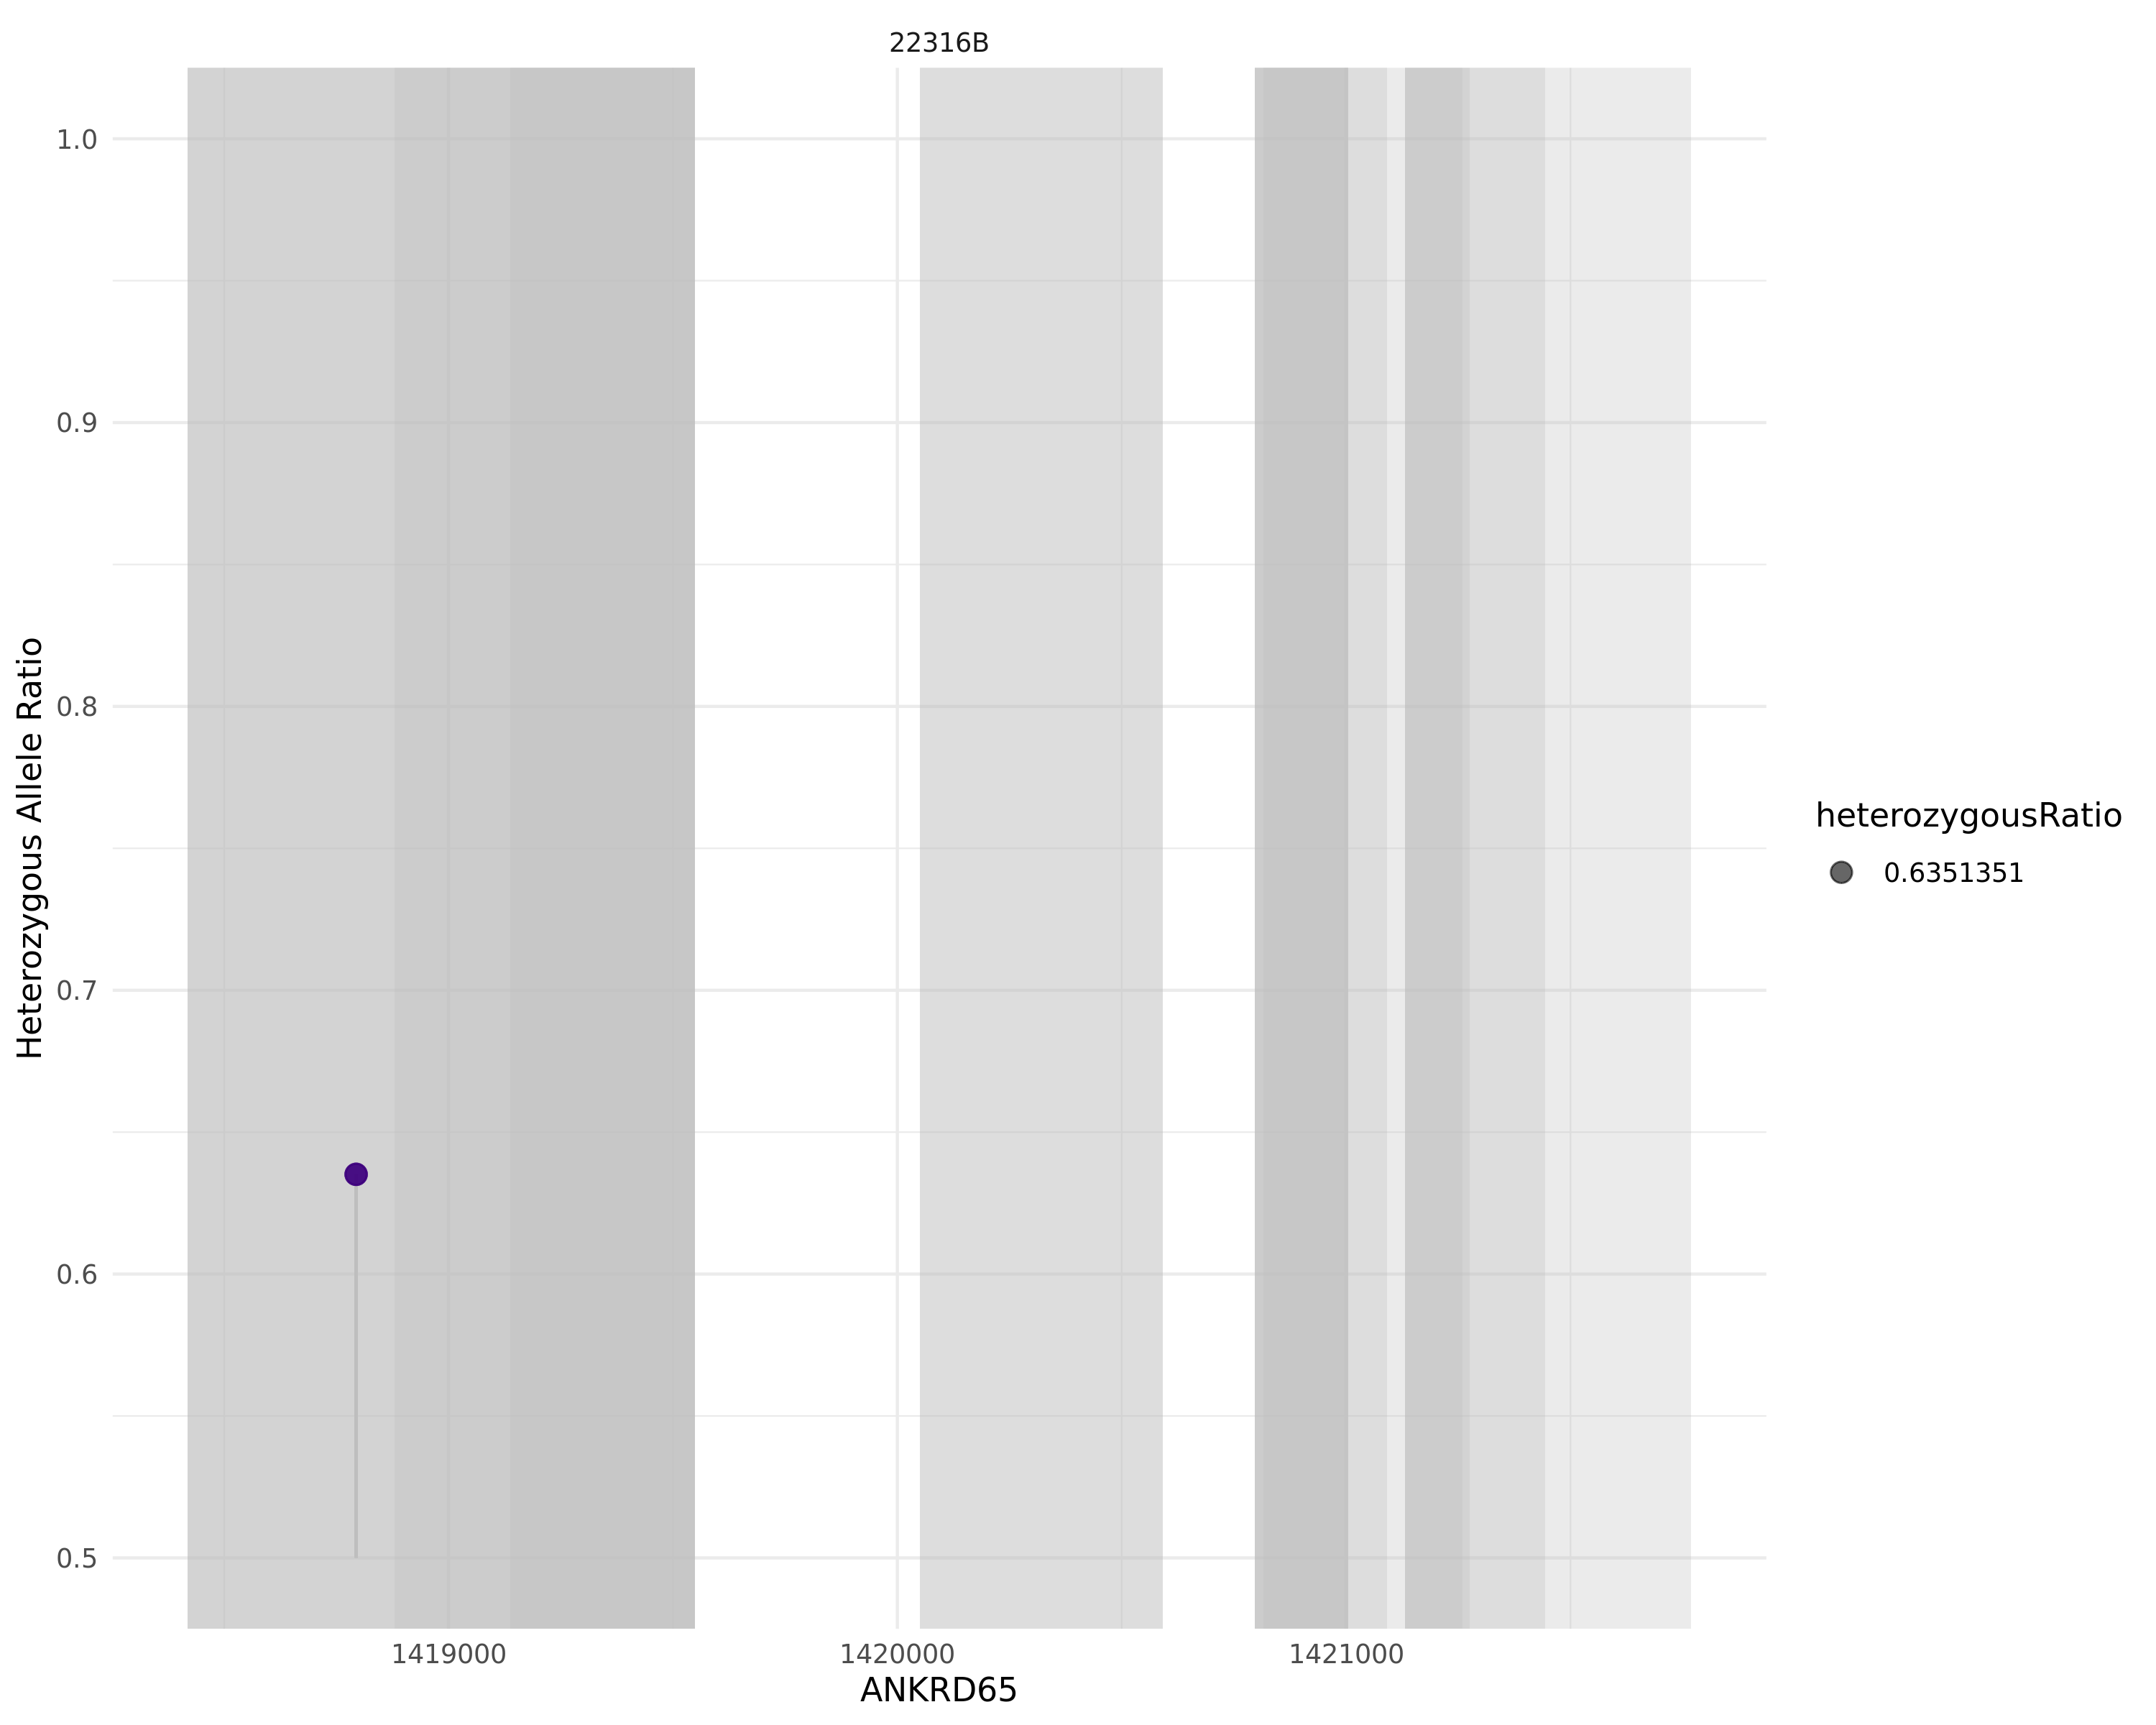 22316B
1.0
0.9
0.8
0.7
0.6
0.5
Heterozygous Allele Ratio
1419000
1420000
1421000
ANKRD65
heterozygousRatio
0.6351351